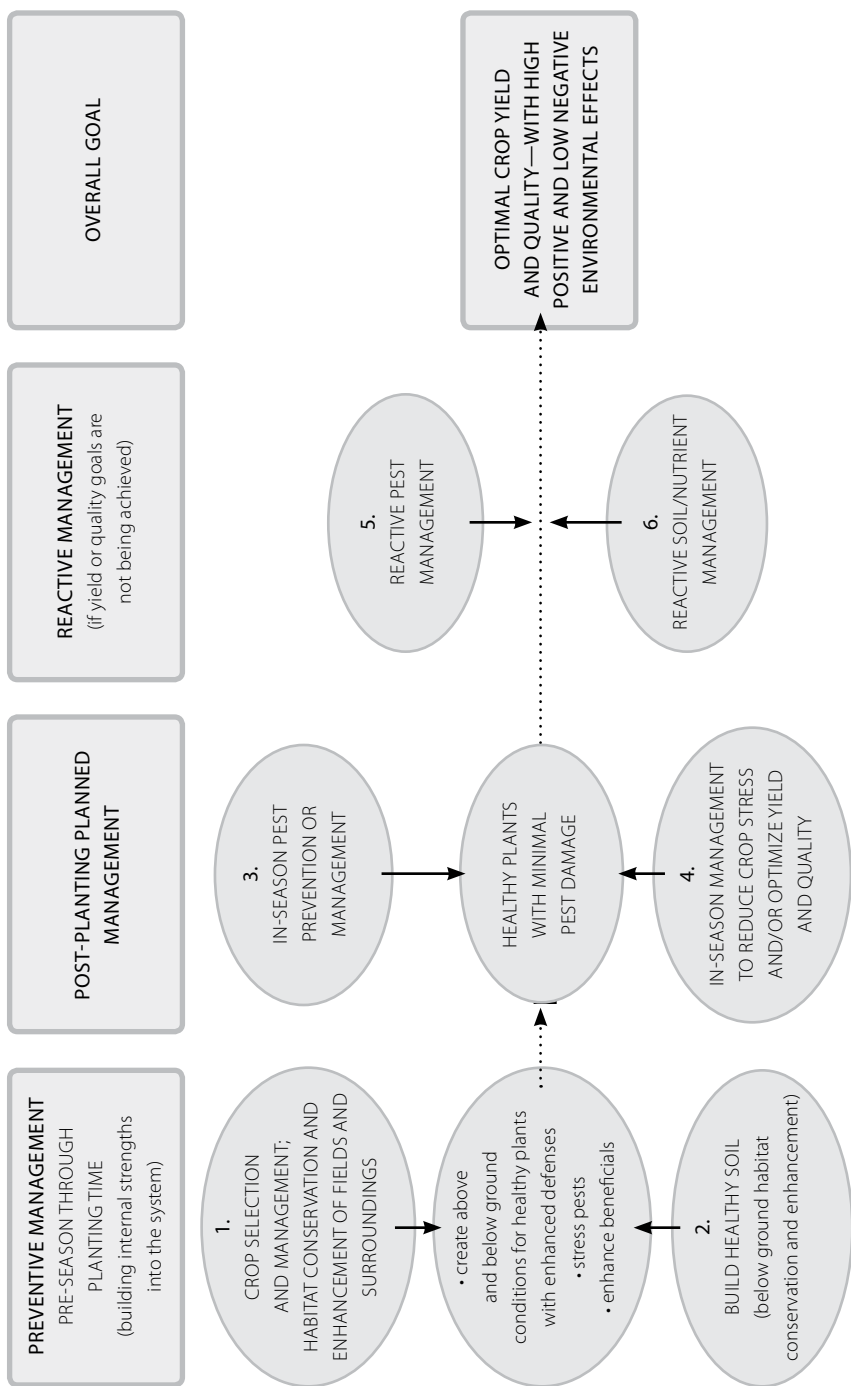 PREVENTIVE MANAGEMENT
PRE-SEASON THROUGH
PLANTING TIME
(building internal strengths
into the system)
POST-PLANTING PLANNED
MANAGEMENT
REACTIVE MANAGEMENT
(if yield or quality goals are
not being achieved)
OVERALL GOAL
1.
CROP SELECTION
AND MANAGEMENT;
HABITAT CONSERVATION AND
ENHANCEMENT OF FIELDS AND
SURROUNDINGS
• create above
and below ground
conditions for healthy plants
with enhanced defenses
• stress pests
• enhance beneficials
2.
BUILD HEALTHY SOIL
(below ground habitat
conservation and enhancement)
3.
IN-SEASON PEST
PREVENTION OR
MANAGEMENT
HEALTHY PLANTS
WITH MINIMAL
PEST DAMAGE
4.
IN-SEASON MANAGEMENT
TO REDUCE CROP STRESS
AND/OR OPTIMIZE YIELD
AND QUALITY
5.
REACTIVE PEST
MANAGEMENT
6.
REACTIVE SOIL/NUTRIENT
MANAGEMENT
OPTIMAL CROP YIELD
AND QUALITY—WITH HIGH
POSITIVE AND LOW NEGATIVE
ENVIRONMENTAL EFFECTS